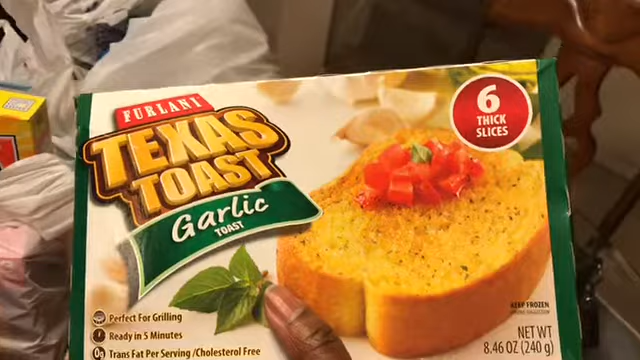 FURLANI
TEXAS
TOAST
Garlic
TOAST
6
THICK
SLICES
Perfect For Grilling
Ready in 5 Minutes
0g Trans Fat Per Serving /Cholesterol Free
KEEP FROZEN
NET WT
8.46 OZ (240 g)